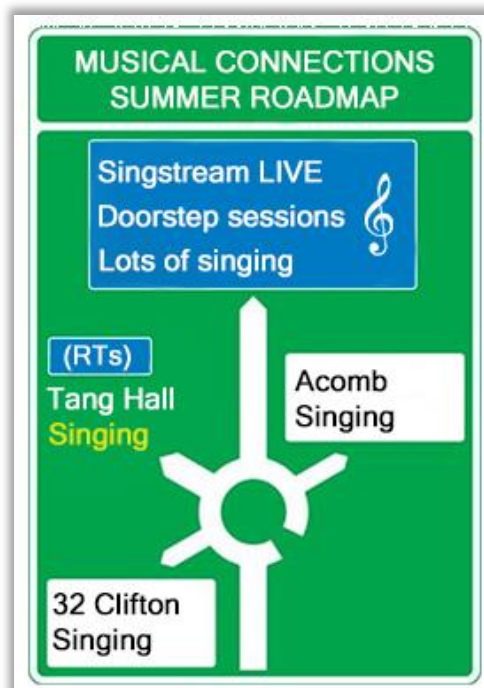 MUSICAL CONNECTIONS
SUMMER ROADMAP
Singstream LIVE
Doorstep sessions
Lots of singing
(RTs)
Tang Hall
Singing
Acomb
Singing
32 Clifton
Singing